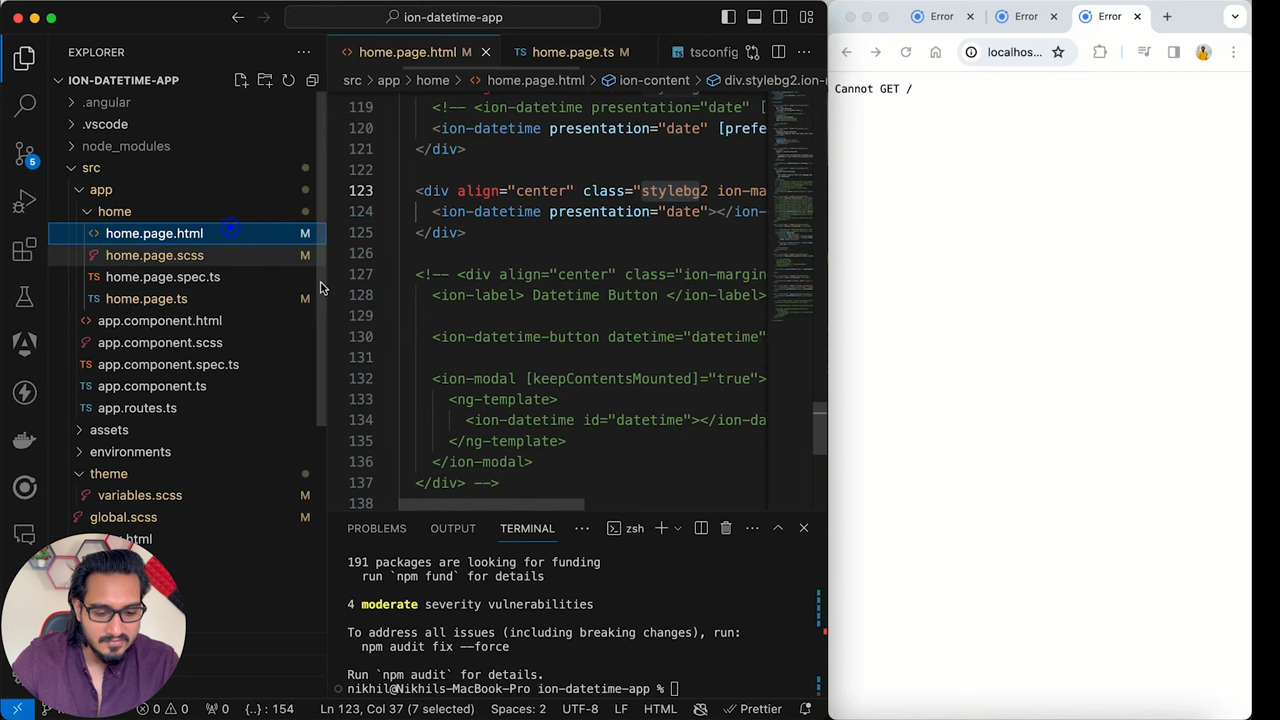 ion-datetime-app
Error
Error
Error
EXPLORER
home.page.html M
home.page.ts M
tsconfig
localhos...
ION-DATETIME-APP
src > app > home > home.page.html > ion-content > div.stylebg2.ion-m
Cannot GET /
.angular
.vscode
node_modules
src
app
home
home.page.html M
home.page.scss M
home.page.spec.ts
home.page.ts M
app.component.html
app.component.scss
app.component.spec.ts
app.component.ts
app.routes.ts
assets
environments
theme
variables.scss M
global.scss M
html
119 <!-- <ion-datetime presentation="date" [
120 <ion-datetime presentation="date" [prefe
121 </div>
122
123 <div align="center" class="stylebg2 ion-ma
124 <ion-datetime presentation="date"></ion-
125 </div>
126
127 <!-- <div align="center" class="ion-margin
128 <ion-label>Datetime Button </ion-label>
129
130 <ion-datetime-button datetime="datetime"
131
132 <ion-modal [keepContentsMounted]="true">
133 <ng-template>
134 <ion-datetime id="datetime"></ion-da
135 </ng-template>
136 </ion-modal>
137 </div> -->
138
PROBLEMS OUTPUT TERMINAL zsh
191 packages are looking for funding
run `npm fund` for details
4 moderate severity vulnerabilities
To address all issues (including breaking changes), run:
npm audit fix --force
Run `npm audit` for details.
nikhil@Nikhil-MacBook-Pro ion-datetime-app %
5
0 0 0 {..} : 154 Ln 123, Col 37 (7 selected) Spaces: 2 UTF-8 LF HTML Prettier